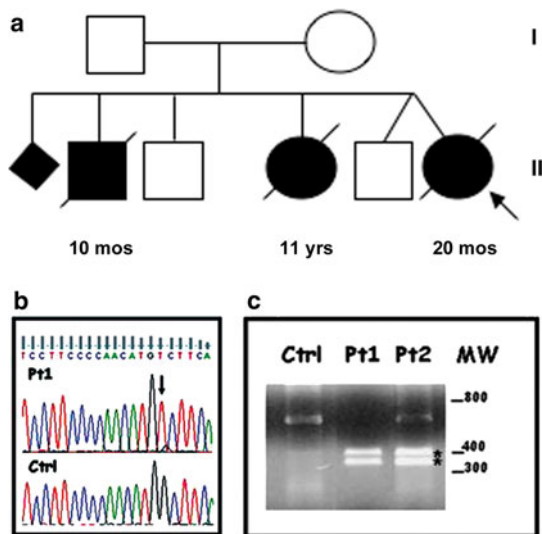 a
I
II
10 mos
11 yrs
20 mos
b
TCCTTCCCCAACATGTCTTCA
Pt1
Ctrl
c
Ctrl Pt1 Pt2 MW
800
400
*
*
300